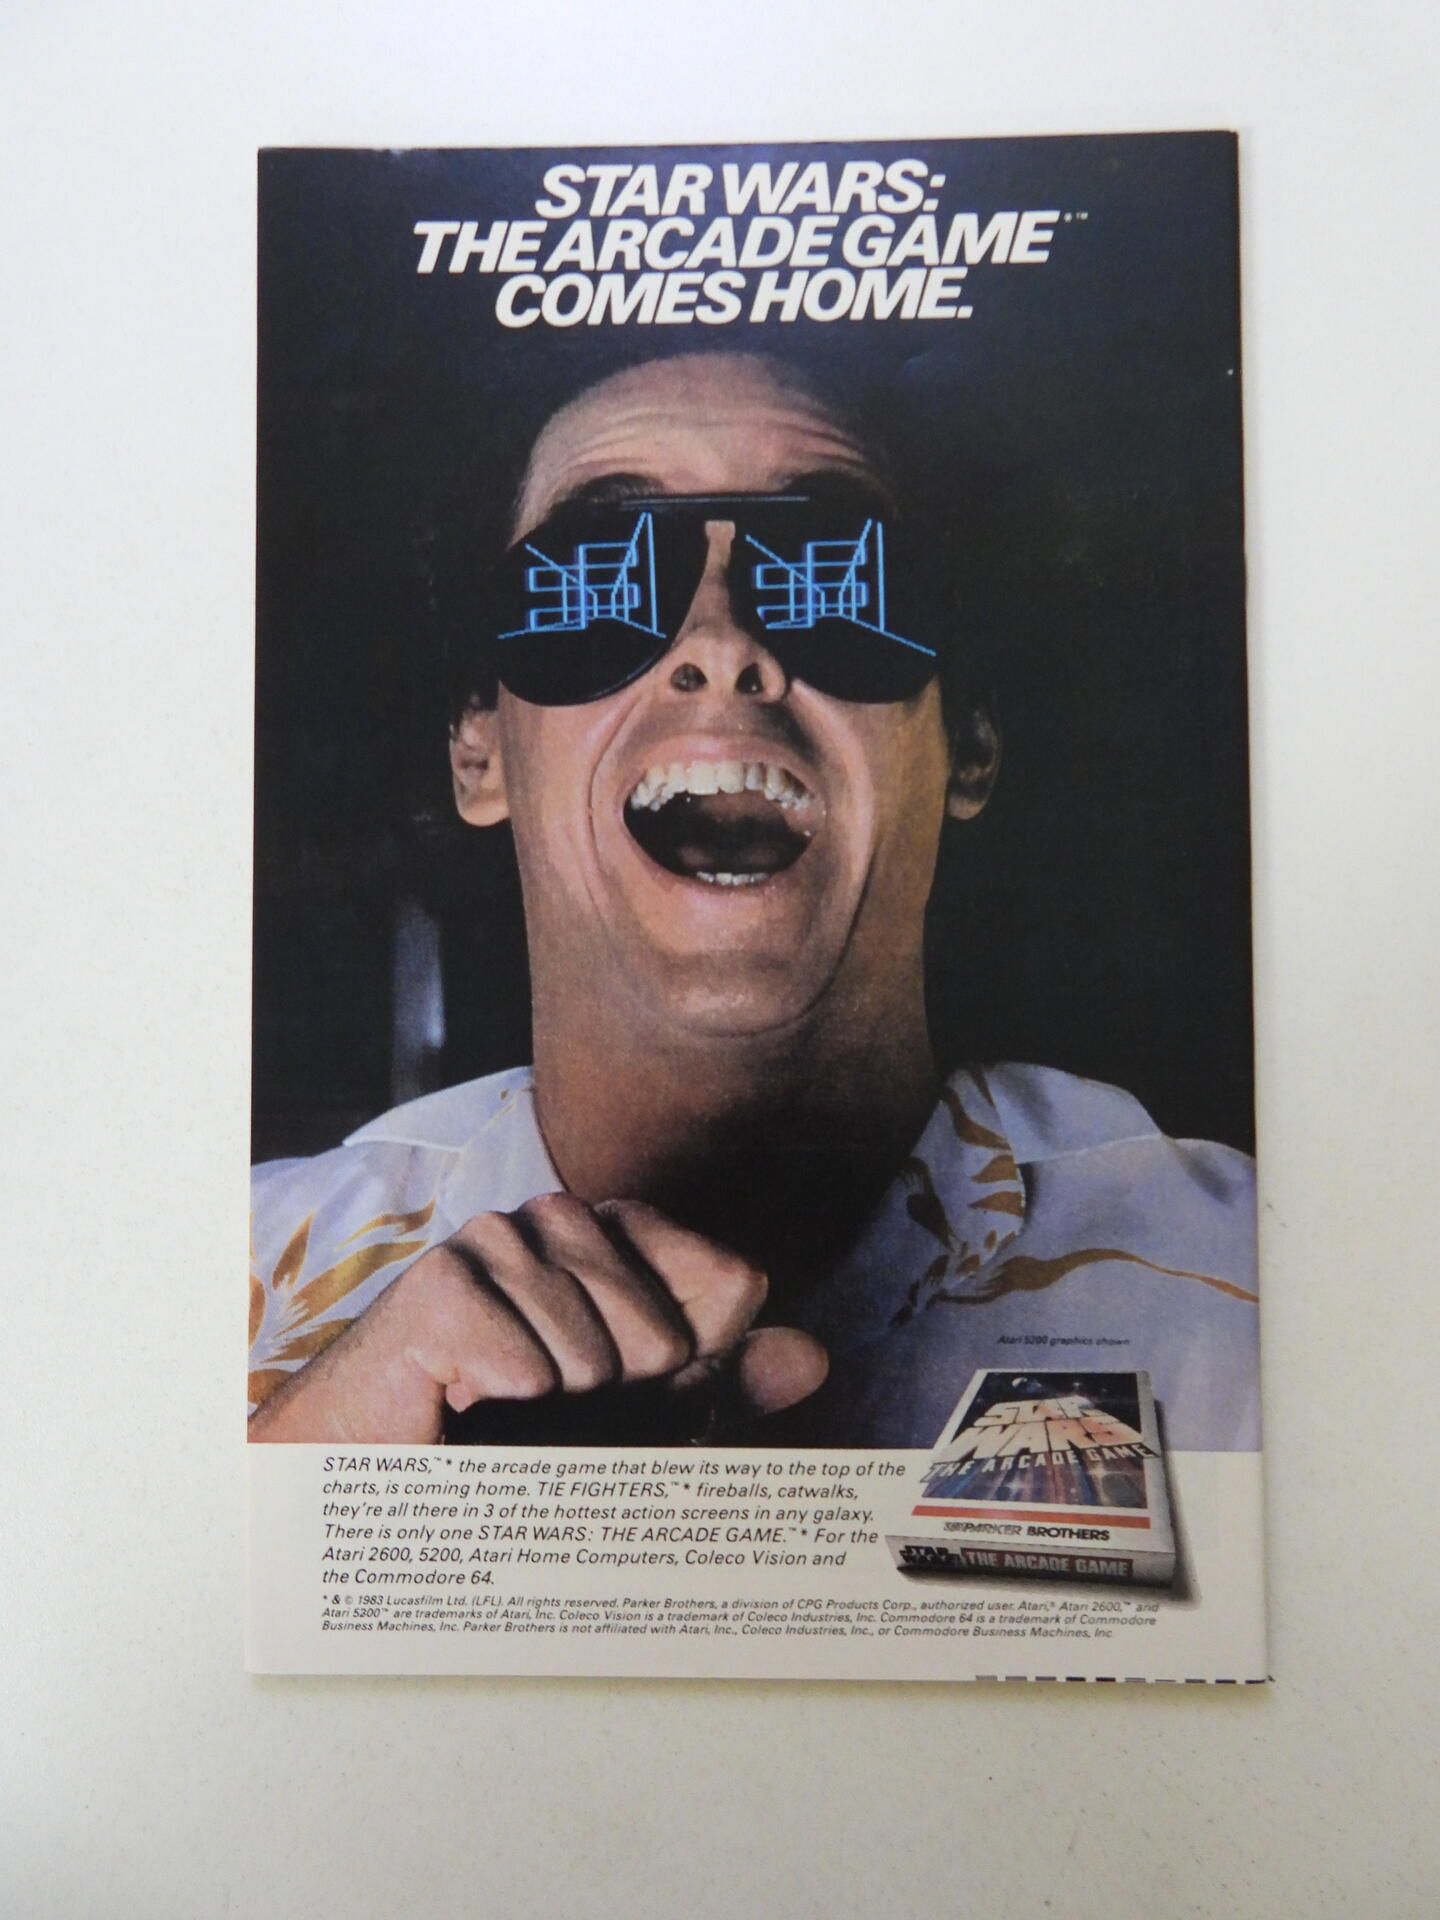 STAR WARS:
THE ARCADE GAME*™
COMES HOME.
Atari 5200 graphics shown
STAR
WARS
THE ARCADE GAME
PARKER BROTHERS
STAR
WARS THE ARCADE GAME
STAR WARS,™* the arcade game that blew its way to the top of the
charts, is coming home. TIE FIGHTERS,™* fireballs, catwalks,
they're all there in 3 of the hottest action screens in any galaxy.
There is only one STAR WARS: THE ARCADE GAME.™* For the
Atari 2600, 5200, Atari Home Computers, Coleco Vision and
the Commodore 64.
* & © 1983 Lucasfilm Ltd. (LFL). All rights reserved. Parker Brothers, a division of CPG Products Corp., authorized user. Atari,® Atari 2600,™ and
Atari 5200™ are trademarks of Atari, Inc. Coleco Vision is a trademark of Coleco Industries, Inc. Commodore 64 is a trademark of Commodore
Business Machines, Inc. Parker Brothers is not affiliated with Atari, Inc., Coleco Industries, Inc., or Commodore Business Machines, Inc.